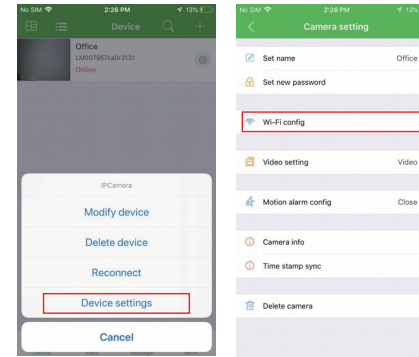 No SIM 2:26 PM 13%
Device
Office
LM007957ca0r3131
Online
IPCamera
Modify device
Delete device
Reconnect
Device settings
Cancel
No SIM 2:26 PM 13%
Camera setting
Set name Office
Set new password
Wi-Fi config
Video setting Video
Motion alarm config Close
Camera info
Time stamp sync
Delete camera